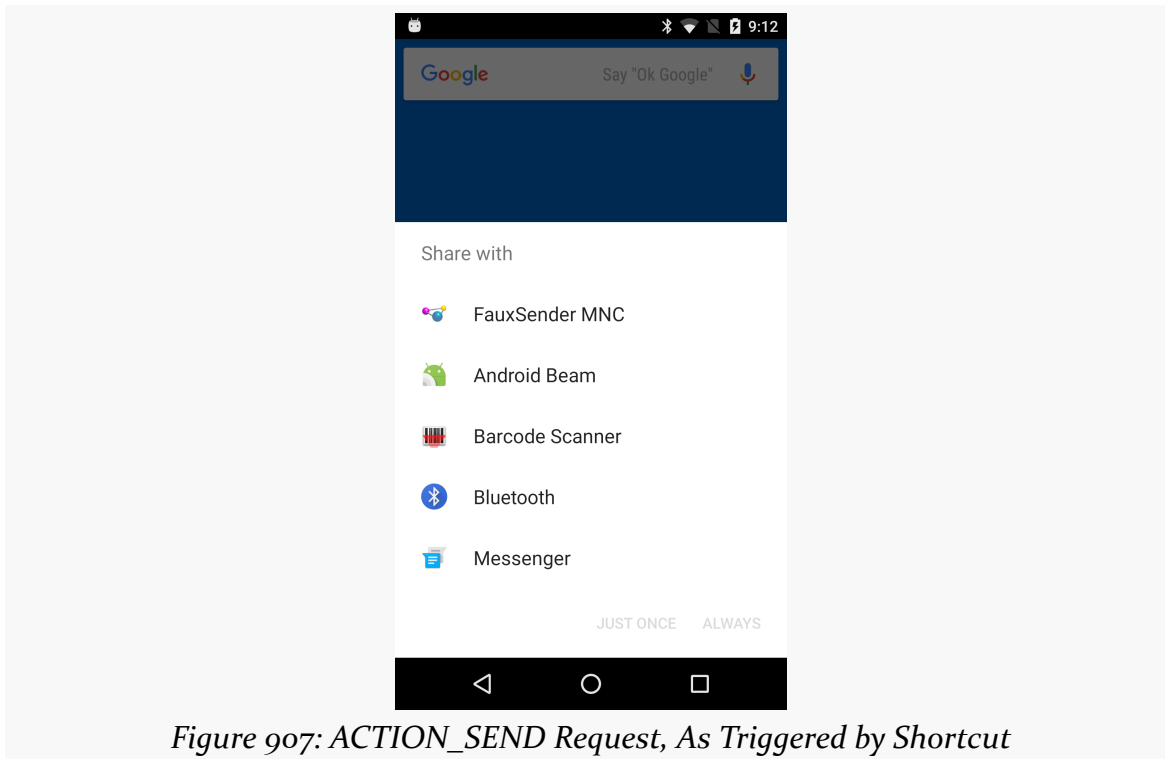 9:12
Google Say "Ok Google"
Share with
FauxSender MNC
Android Beam
Barcode Scanner
Bluetooth
Messenger
JUST ONCE ALWAYS
Figure 907: ACTION_SEND Request, As Triggered by Shortcut